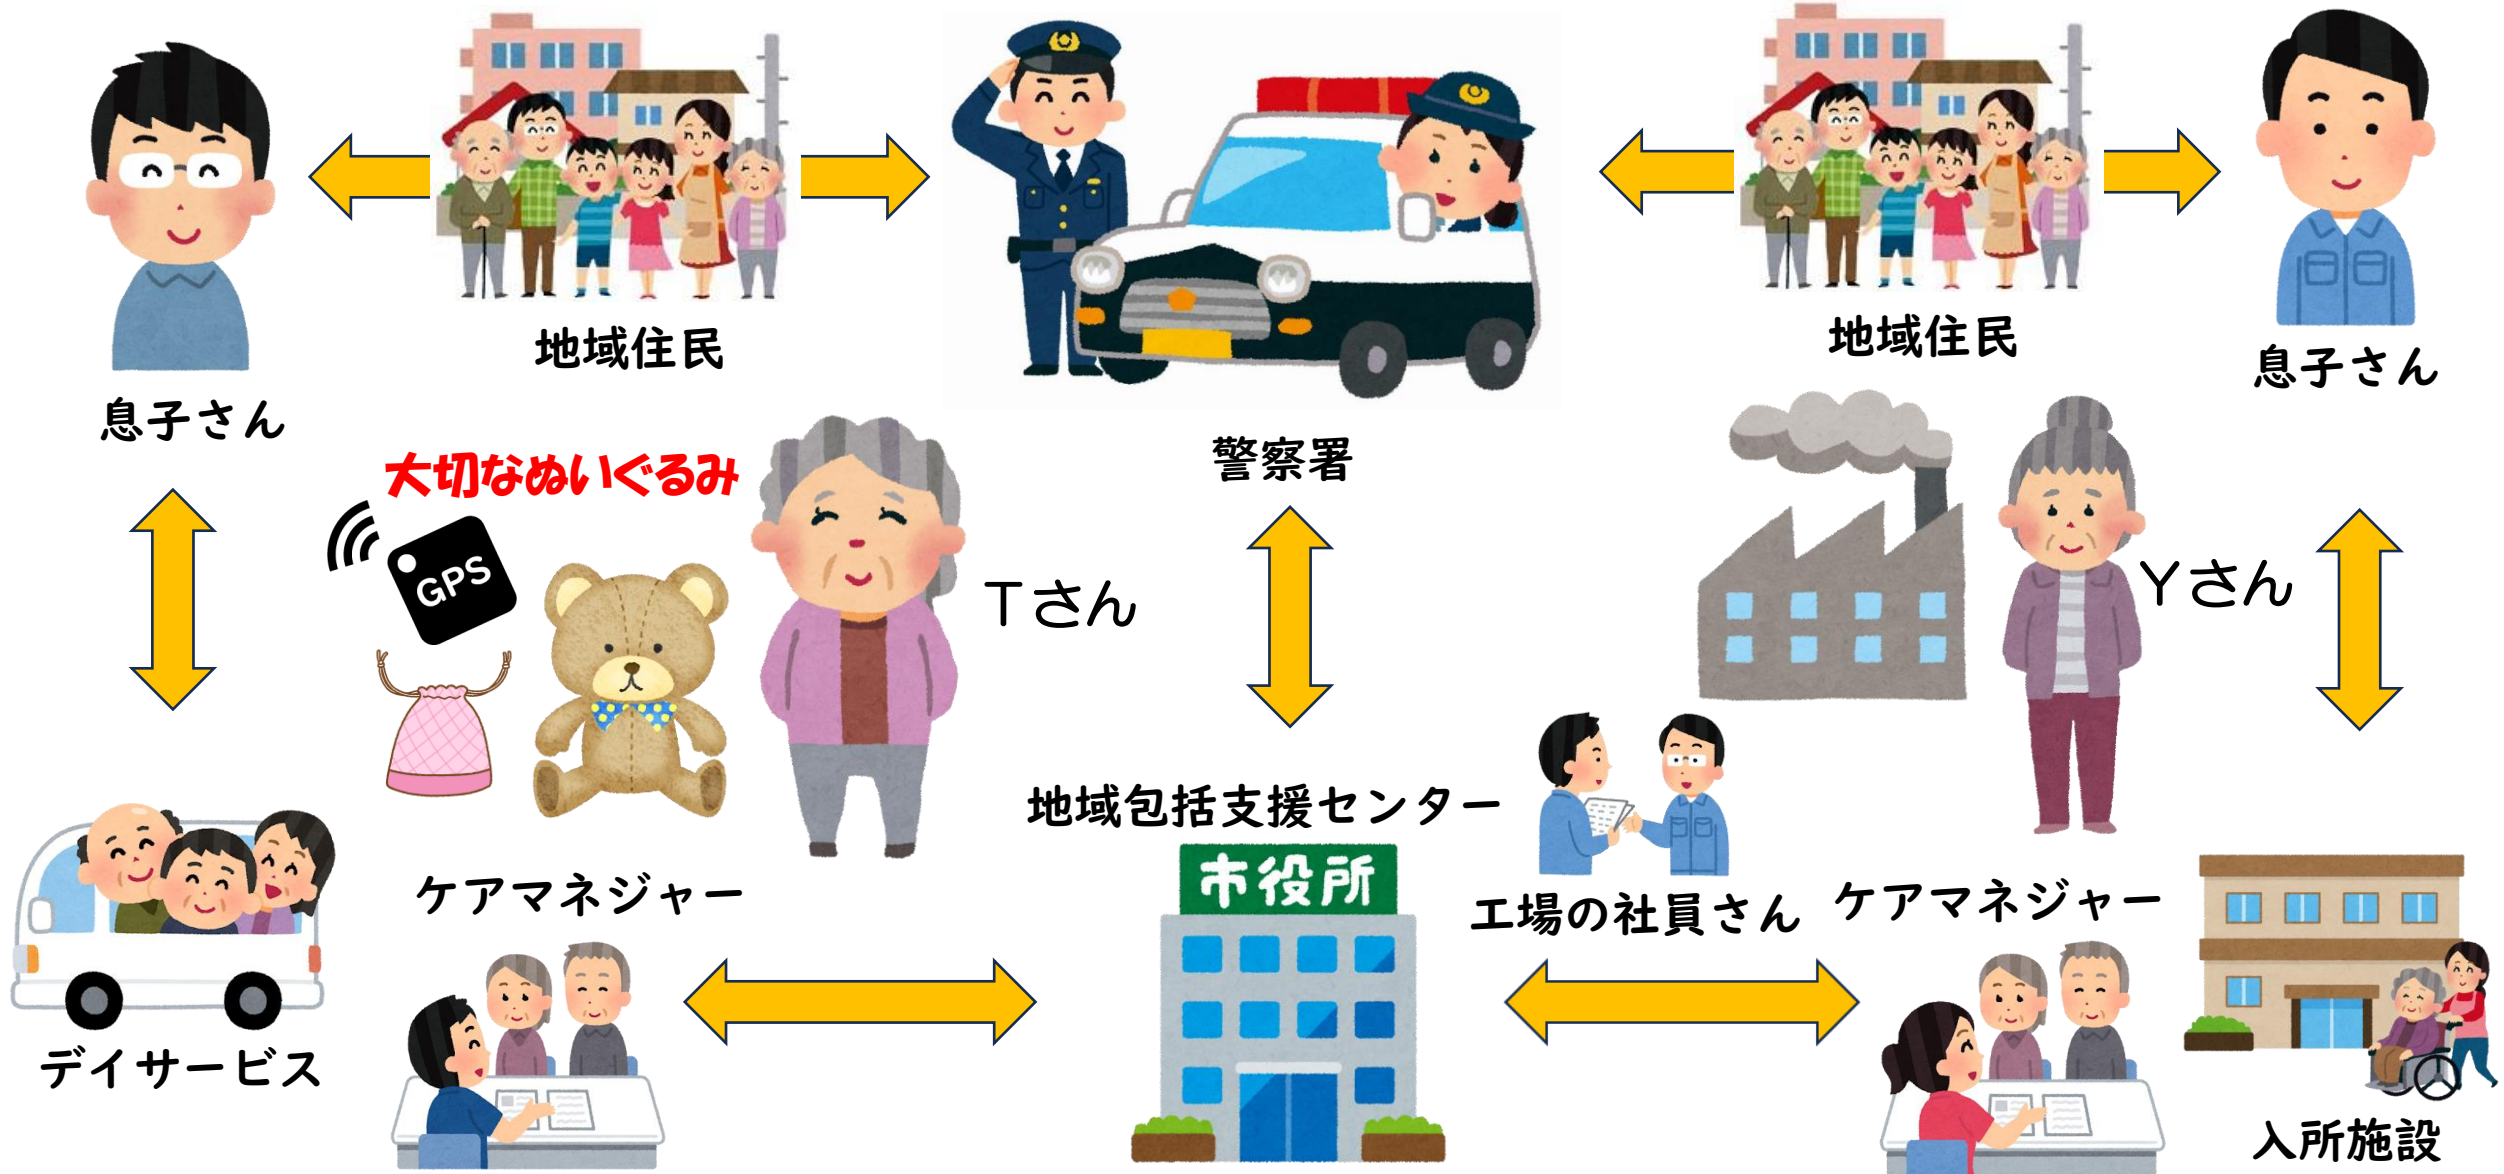 地域住民
地域住民
息子さん
息子さん
警察署
大切なぬいぐるみ
GPS
Tさん
Yさん
地域包括支援センター
市役所
ケアマネジャー
工場の社員さん
ケアマネジャー
デイサービス
入所施設